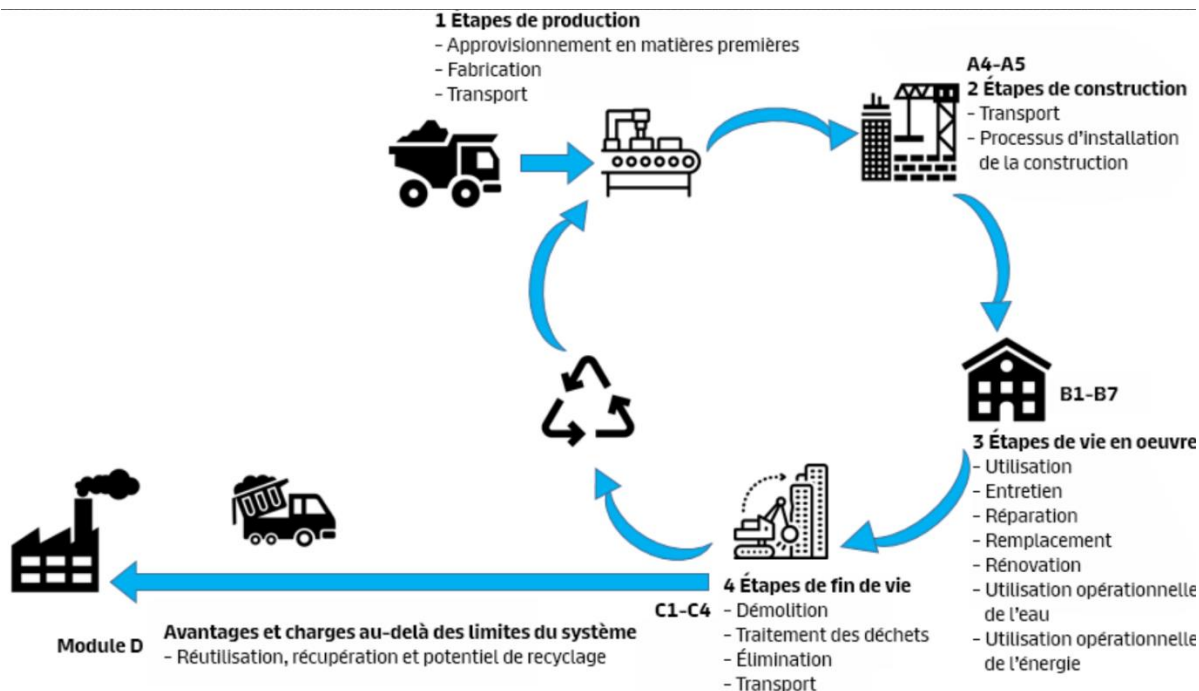 1 Étapes de production
- Approvisionnement en matières premières
- Fabrication
- Transport
A4-A5
2 Étapes de construction
- Transport
- Processus d'installation
de la construction
B1-B7
3 Étapes de vie en oeuvre
- Utilisation
- Entretien
- Réparation
- Remplacement
- Rénovation
- Utilisation opérationnelle
de l'eau
- Utilisation opérationnelle
de l'énergie
4 Étapes de fin de vie
C1-C4
- Démolition
- Traitement des déchets
- Élimination
- Transport
Module D
Avantages et charges au-delà des limites du système
- Réutilisation, récupération et potentiel de recyclage